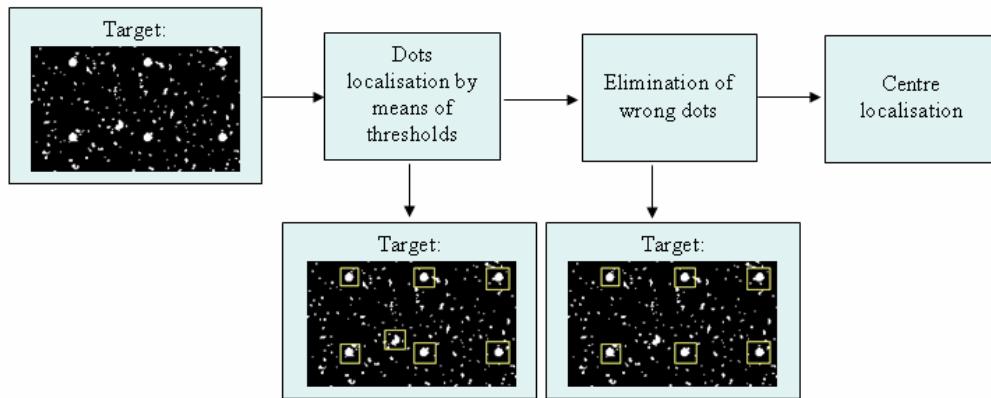 Target:
Dots
localisation by
means of
thresholds
Elimination of
wrong dots
Centre
localisation
Target:
Target: